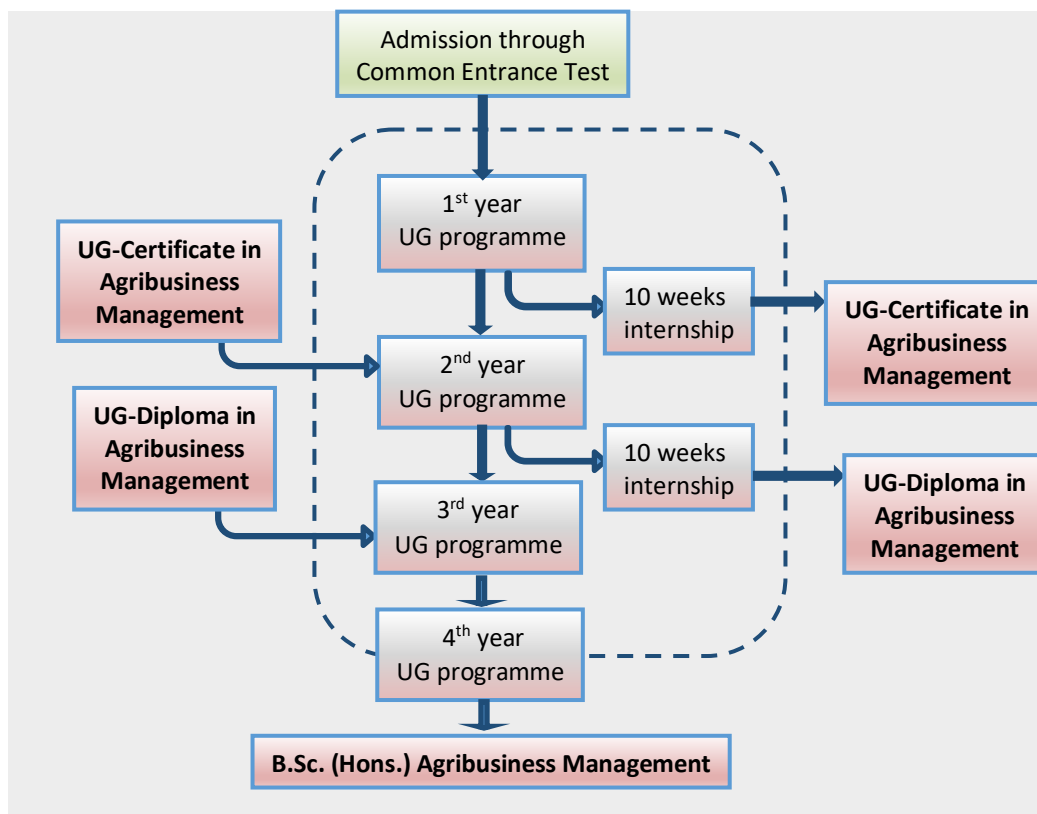 Admission through
Common Entrance Test
1st year
UG programme
UG-Certificate in
Agribusiness
Management
10 weeks
internship
UG-Certificate in
Agribusiness
Management
2nd year
UG programme
UG-Diploma in
Agribusiness
Management
10 weeks
internship
UG-Diploma in
Agribusiness
Management
3rd year
UG programme
4th year
UG programme
B.Sc. (Hons.) Agribusiness Management